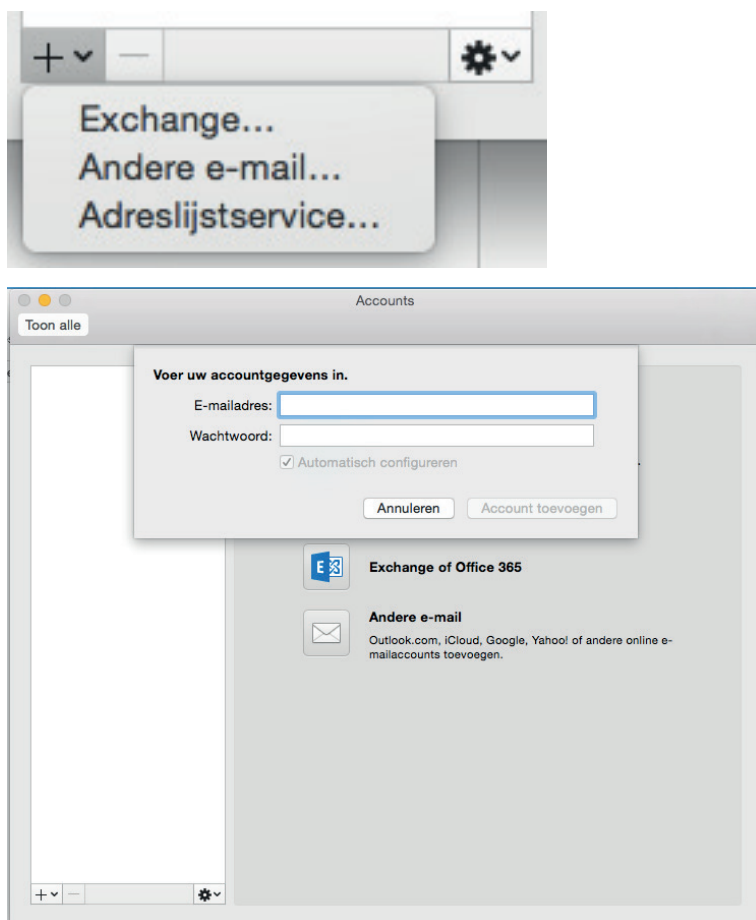 Exchange...
Andere e-mail...
Adreslijstservice...
Accounts
Toon alle
Voer uw accountgegevens in.
E-mailadres:
Wachtwoord:
Automatisch configureren
Annuleren
Account toevoegen
Exchange of Office 365
Andere e-mail
Outlook.com, iCloud, Google, Yahoo! of andere online e-
mailaccounts toevoegen.